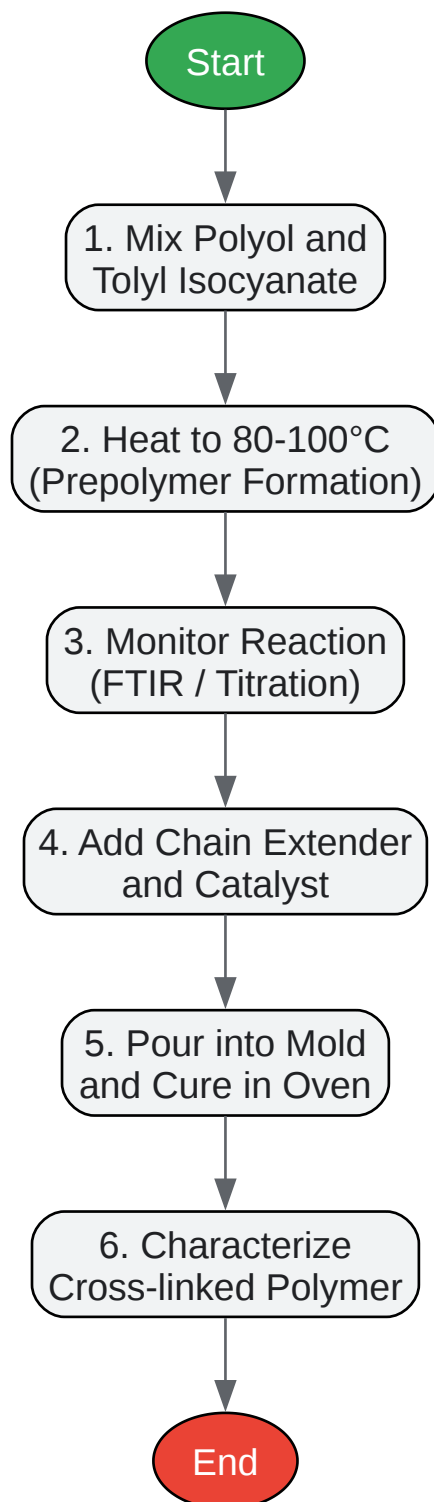 Start
1. Mix Polyol and
Tolyl Isocyanate
2. Heat to 80-100°C
(Prepolymer Formation)
3. Monitor Reaction
(FTIR / Titration)
4. Add Chain Extender
and Catalyst
5. Pour into Mold
and Cure in Oven
6. Characterize
Cross-linked Polymer
End